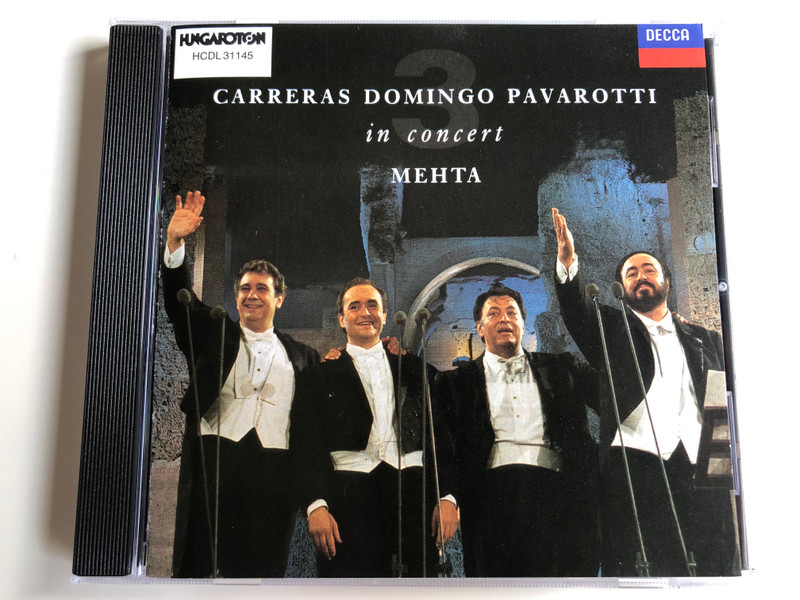 HUNGAROTON
HCDL 31145
DECCA
3
CARRERAS DOMINGO PAVAROTTI
in concert
MEHTA